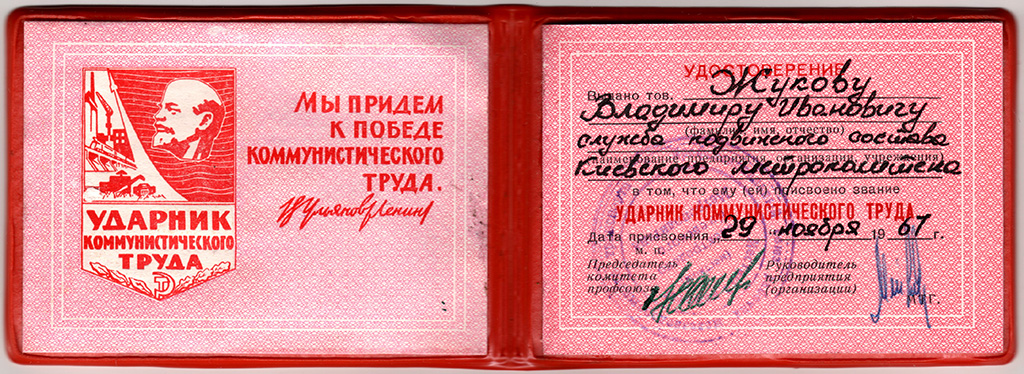 УДАРНИК
КОММУНИСТИЧЕСКОГО
ТРУДА
Мы придем
к победе
коммунистического
труда.
В Ульянов (Ленин)
УДОСТОВЕРЕНИЕ
Выдано тов. Жукову
Владимиру Ивановичу
(фамилия, имя, отчество)
служба подвижного состава
(наименование предприятия, организации, учреждения)
Киевского метрополитена
в том, что ему (ей) присвоено звание
УДАРНИК КОММУНИСТИЧЕСКОГО ТРУДА
Дата присвоения „29“ ноября 1967 г.
М. П.
Председатель
комитета
профсоюза
Руководитель
предприятия
(организации)